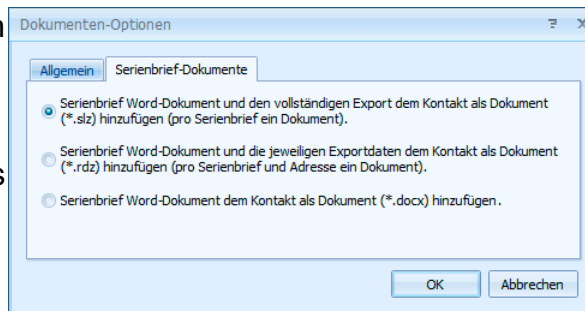 n
Dokumenten-Optionen
Allgemein
Serienbrief-Dokumente
Serienbrief Word-Dokument und den vollständigen Export dem Kontakt als Dokument
(*.slz) hinzufügen (pro Serienbrief ein Dokument).
Serienbrief Word-Dokument und die jeweiligen Exportdaten dem Kontakt als Dokument
(*.rdz) hinzufügen (pro Serienbrief und Adresse ein Dokument).
s
Serienbrief Word-Dokument dem Kontakt als Dokument (*.docx) hinzufügen.
OK
Abbrechen